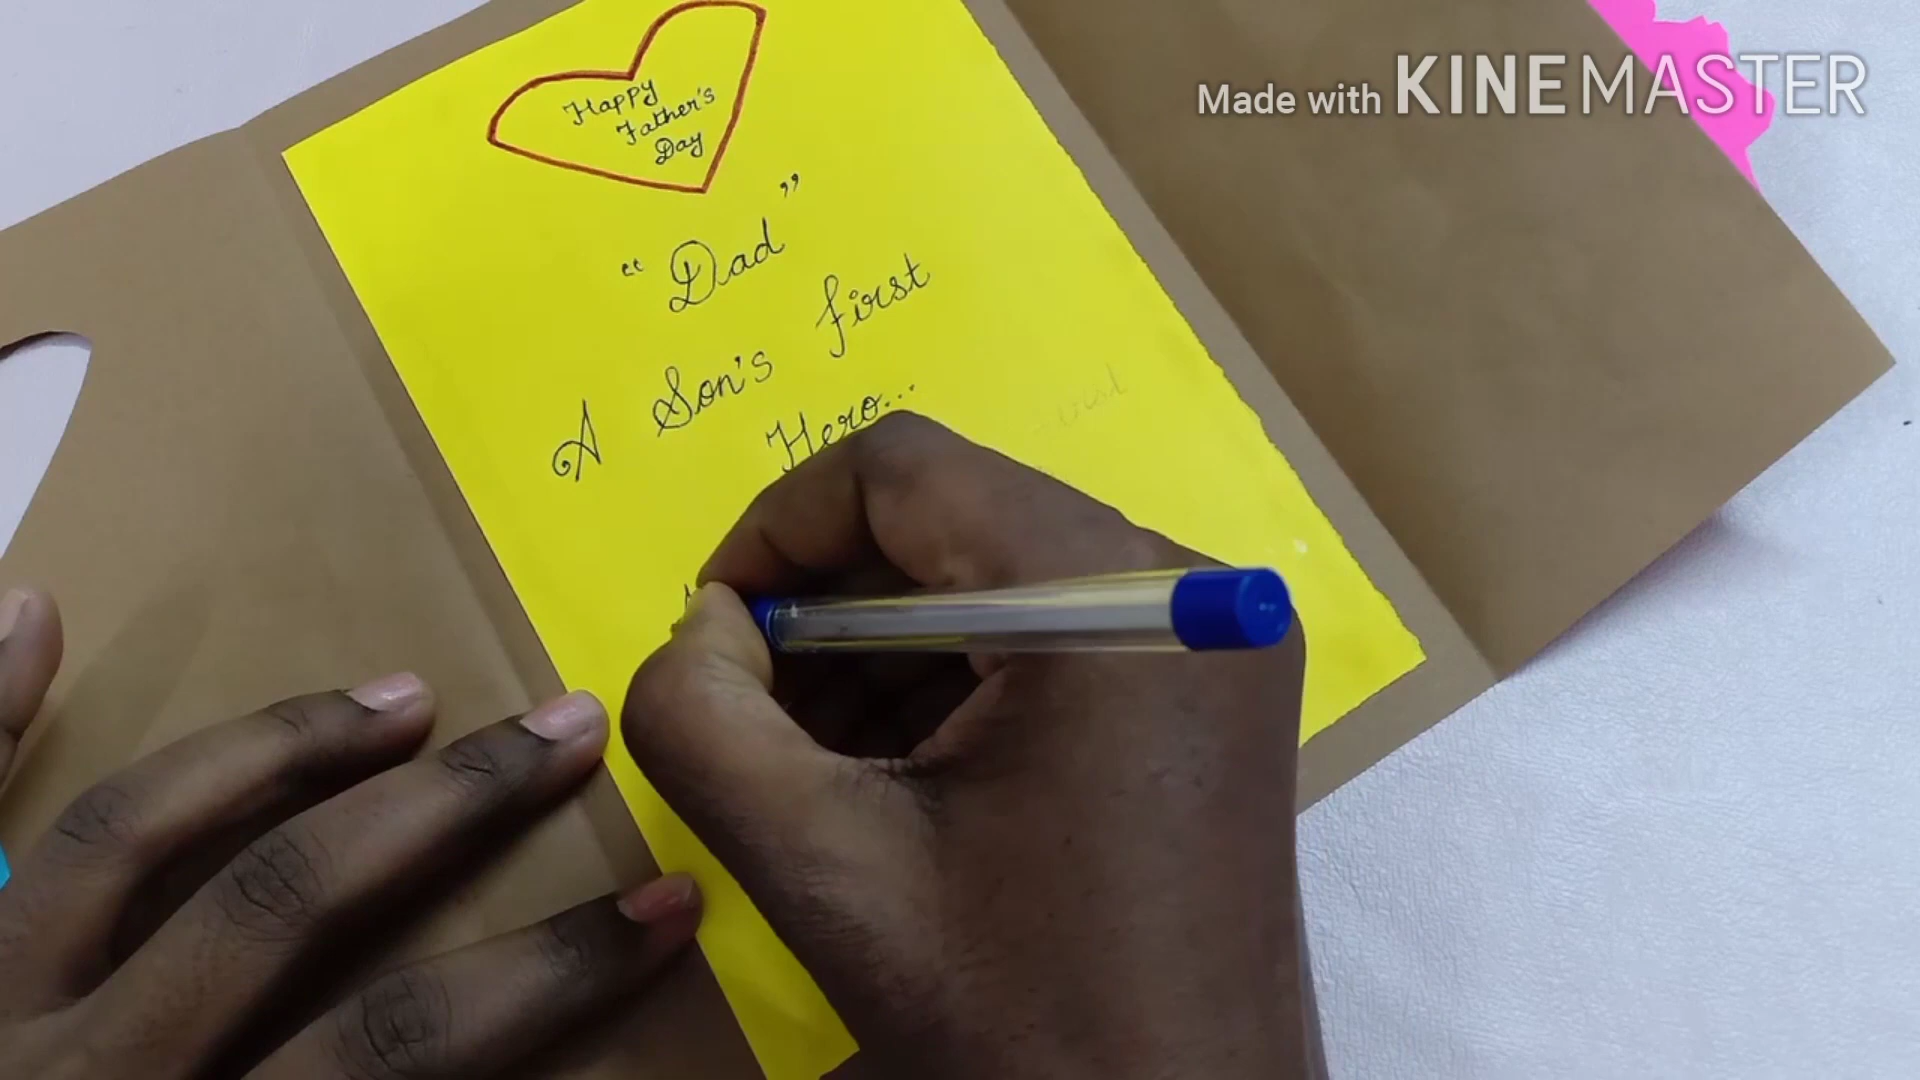 Made with KINEMASTER
Happy
Father's
Day
"Dad"
A Son's first
Hero...